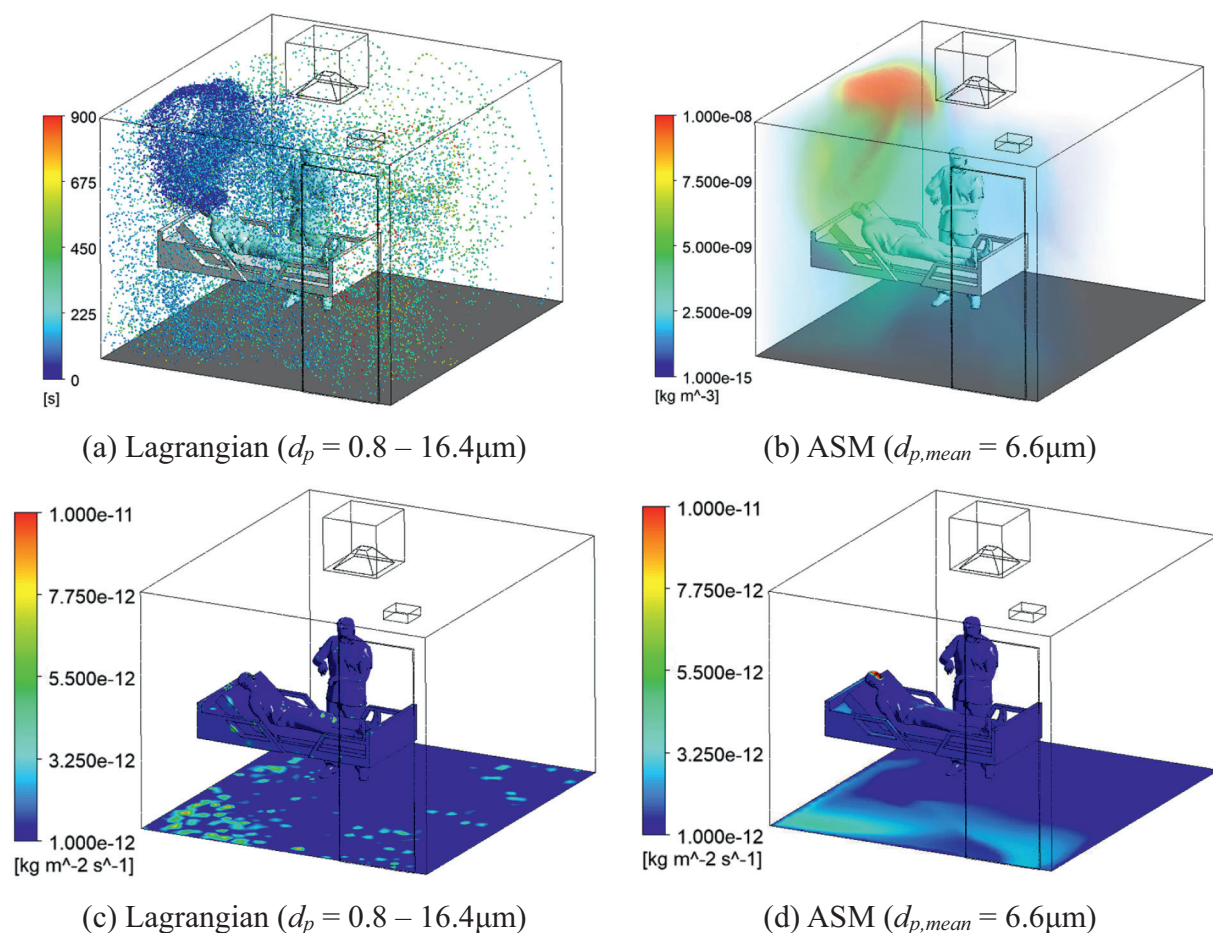 900
675
450
225
0
[s]
1.000e-08
7.500e-09
5.000e-09
2.500e-09
1.000e-15
[kg m^-3]
(a) Lagrangian (dp = 0.8 – 16.4μm)
(b) ASM (dp,mean = 6.6μm)
1.000e-11
7.750e-12
5.500e-12
3.250e-12
1.000e-12
[kg m^-2 s^-1]
1.000e-11
7.750e-12
5.500e-12
3.250e-12
1.000e-12
[kg m^-2 s^-1]
(c) Lagrangian (dp = 0.8 – 16.4μm)
(d) ASM (dp,mean = 6.6μm)